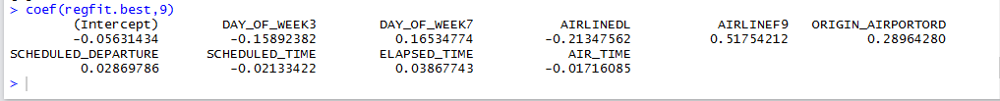 > coef(regfit.best,9)
(Intercept) DAY_OF_WEEK3 DAY_OF_WEEK7 AIRLINEDL AIRLINEF9 ORIGIN_AIRPORTORD
-0.05631434 -0.15892382 0.16534774 -0.21347562 0.51754212 0.28964280
SCHEDULED_DEPARTURE SCHEDULED_TIME ELAPSED_TIME AIR_TIME
0.02869786 -0.02133422 0.03867743 -0.01716085
>